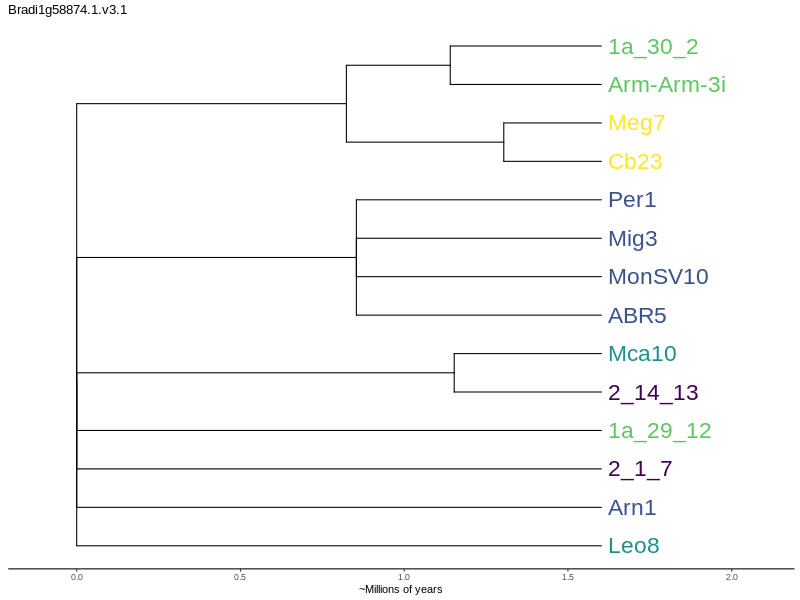 Bradi1g58874.1.v3.1
1a_30_2
Arm-Arm-3i
Meg7
Cb23
Per1
Mig3
MonSV10
ABR5
Mca10
2_14_13
1a_29_12
2_1_7
Arn1
Leo8
0.0 0.5 1.0 1.5 2.0
~Millions of years